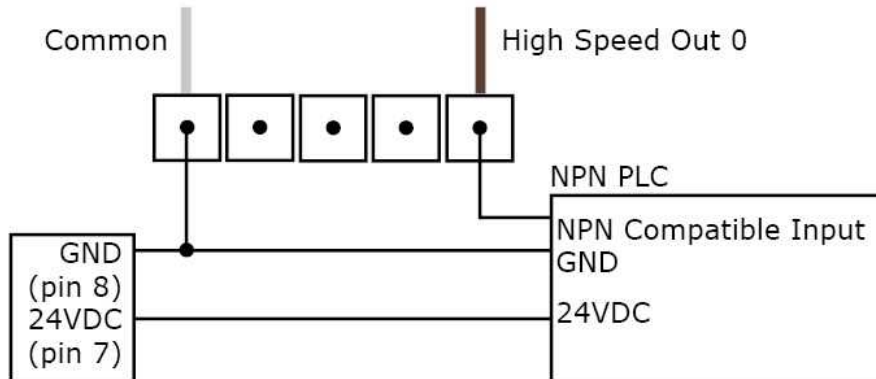 Common
High Speed Out 0
NPN PLC
NPN Compatible Input
GND
24VDC
GND
(pin 8)
24VDC
(pin 7)